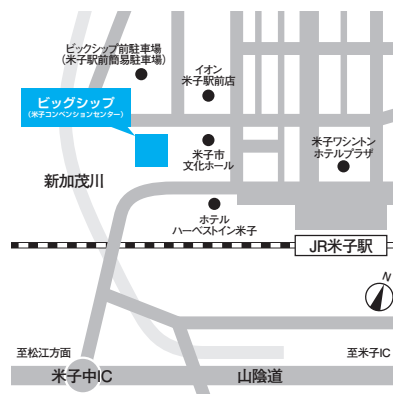 ビックシップ前駐車場
(米子駅前簡易駐車場)
イオン
米子駅前店
ビッグシップ
(米子コンベンションセンター)
米子市
文化ホール
米子ワシントン
ホテルプラザ
新加茂川
ホテル
ハーベストイン米子
JR米子駅
N
至松江方面
至米子IC
米子中IC
山陰道